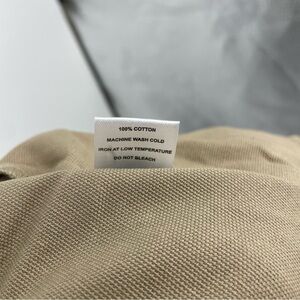 100% COTTON
MACHINE WASH COLD
IRON AT LOW TEMPERATURE
DO NOT BLEACH